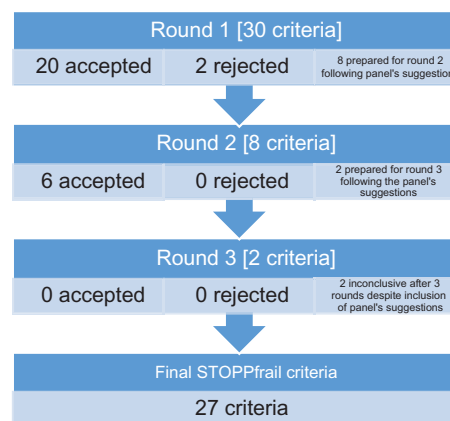 Round 1 [30 criteria]
20 accepted
2 rejected
8 prepared for round 2
following panel's suggestion
Round 2 [8 criteria]
6 accepted
0 rejected
2 prepared for round 3
following the panel's
suggestions
Round 3 [2 criteria]
0 accepted
0 rejected
2 inconclusive after 3
rounds despite inclusion
of panel's suggestions
Final STOPPfrail criteria
27 criteria